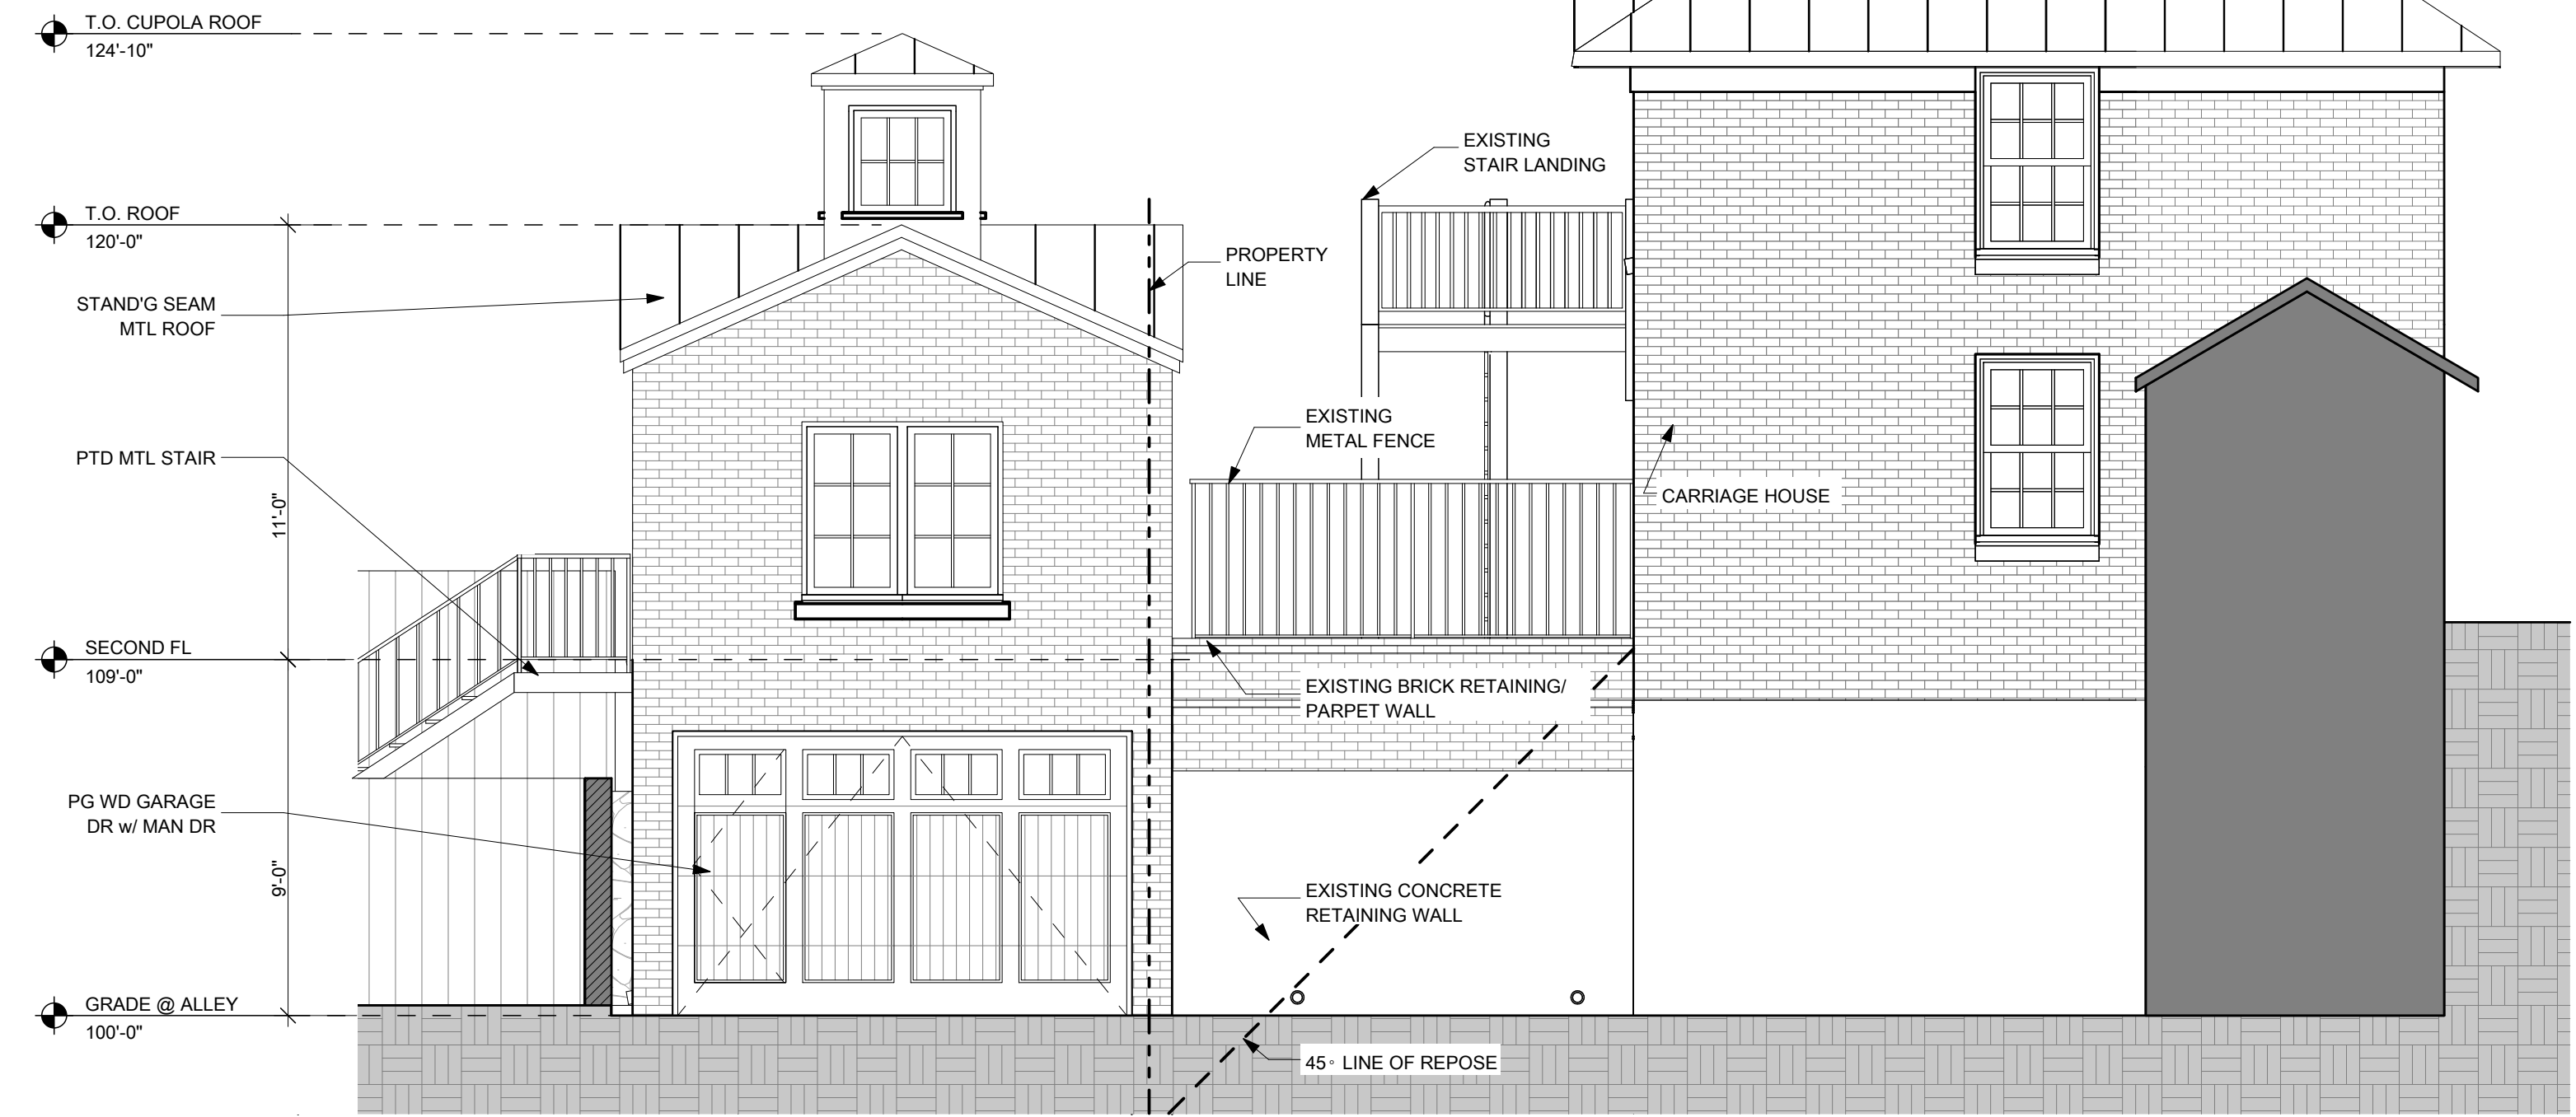 T.O. CUPOLA ROOF
124'-10"
T.O. ROOF
120'-0"
STAND'G SEAM
MTL ROOF
PTD MTL STAIR
11'-0"
SECOND FL
109'-0"
PG WD GARAGE
DR w/ MAN DR
9'-0"
GRADE @ ALLEY
100'-0"
PROPERTY
LINE
EXISTING
STAIR LANDING
EXISTING
METAL FENCE
CARRIAGE HOUSE
EXISTING BRICK RETAINING/
PARPET WALL
EXISTING CONCRETE
RETAINING WALL
45° LINE OF REPOSE